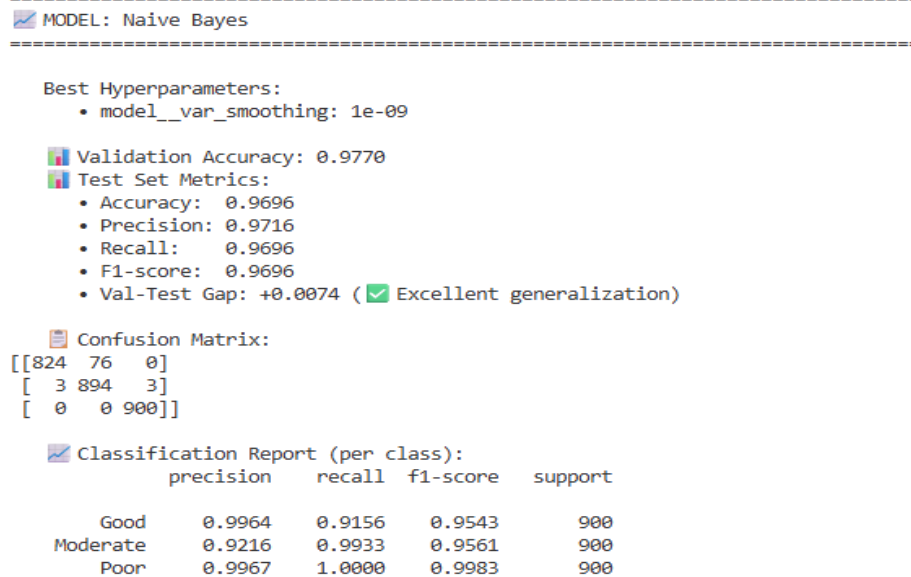 ================================================================================
📈 MODEL: Naive Bayes
================================================================================
Best Hyperparameters:
• model__var_smoothing: 1e-09
📊 Validation Accuracy: 0.9770
📊 Test Set Metrics:
• Accuracy: 0.9696
• Precision: 0.9716
• Recall: 0.9696
• F1-score: 0.9696
• Val-Test Gap: +0.0074 (✅ Excellent generalization)
📋 Confusion Matrix:
[[824 76 0]
[ 3 894 3]
[ 0 0 900]]
📈 Classification Report (per class):
precision recall f1-score support
Good 0.9964 0.9156 0.9543 900
Moderate 0.9216 0.9933 0.9561 900
Poor 0.9967 1.0000 0.9983 900